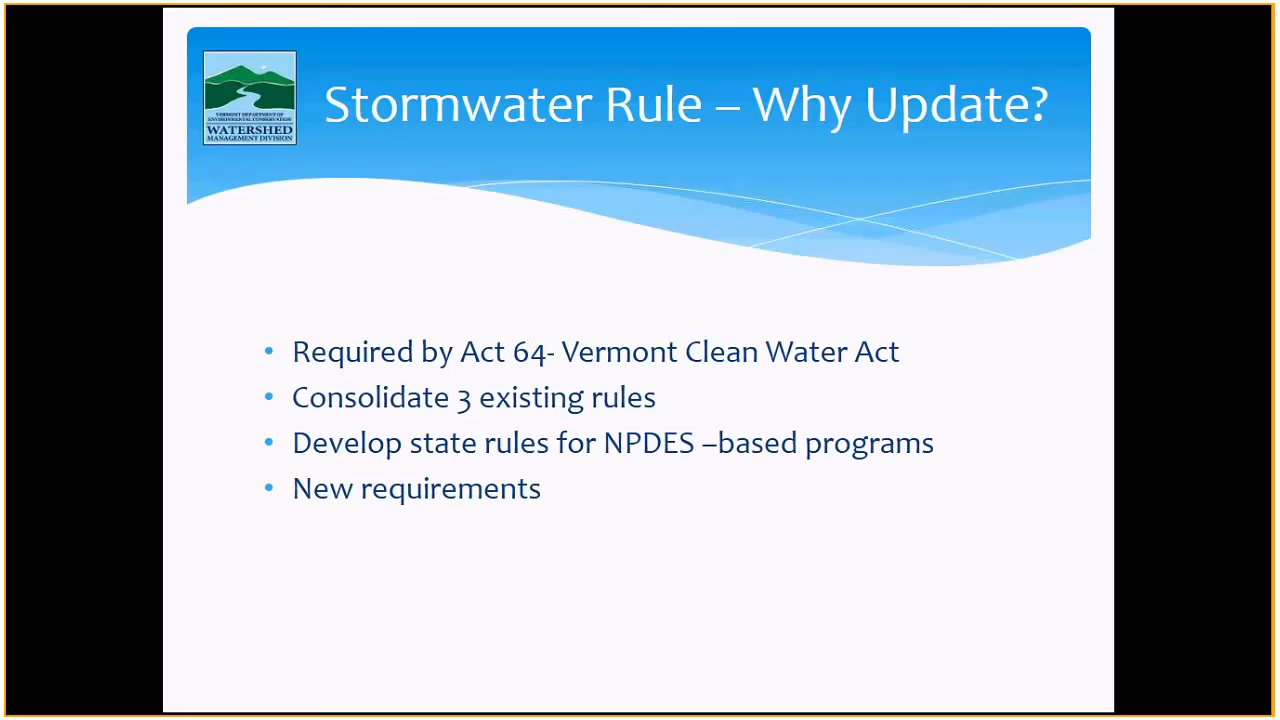 Stormwater Rule – Why Update?
VERMONT DEPARTMENT OF
ENVIRONMENTAL CONSERVATION
WATERSHED
MANAGEMENT DIVISION
• Required by Act 64- Vermont Clean Water Act
• Consolidate 3 existing rules
• Develop state rules for NPDES –based programs
• New requirements